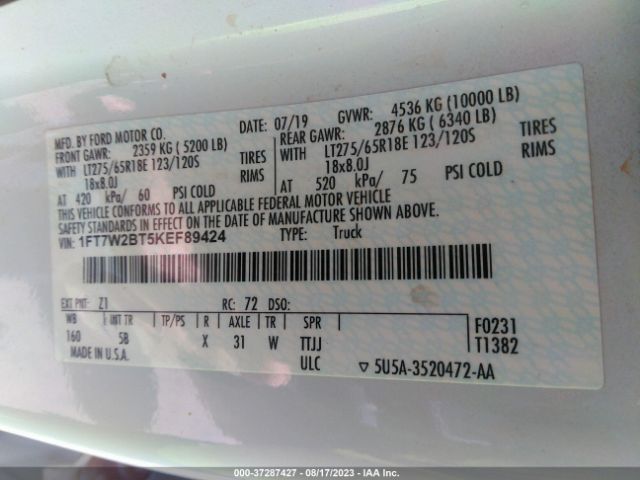 MFD. BY FORD MOTOR CO.
DATE: 07/19 GVWR: 4536 KG (10000 LB)
FRONT GAWR: 2359 KG ( 5200 LB) REAR GAWR: 2876 KG ( 6340 LB)
WITH LT275/65R18E 123/120S TIRES WITH LT275/65R18E 123/120S TIRES
18x8.0J RIMS 18x8.0J RIMS
AT 420 kPa/ 60 PSI COLD AT 520 kPa/ 75 PSI COLD
THIS VEHICLE CONFORMS TO ALL APPLICABLE FEDERAL MOTOR VEHICLE
SAFETY STANDARDS IN EFFECT ON THE DATE OF MANUFACTURE SHOWN ABOVE.
VIN: 1FT7W2BT5KEF89424 TYPE: Truck
EXT PNT: Z1 RC: 72 DSO:
WB INT TR TP/PS R AXLE TR SPR F0231
160 SB X 31 W TTJJ T1382
MADE IN U.S.A. ULC ▽ 5U5A-3520472-AA
000-37287427 - 08/17/2023 - IAAI.COM